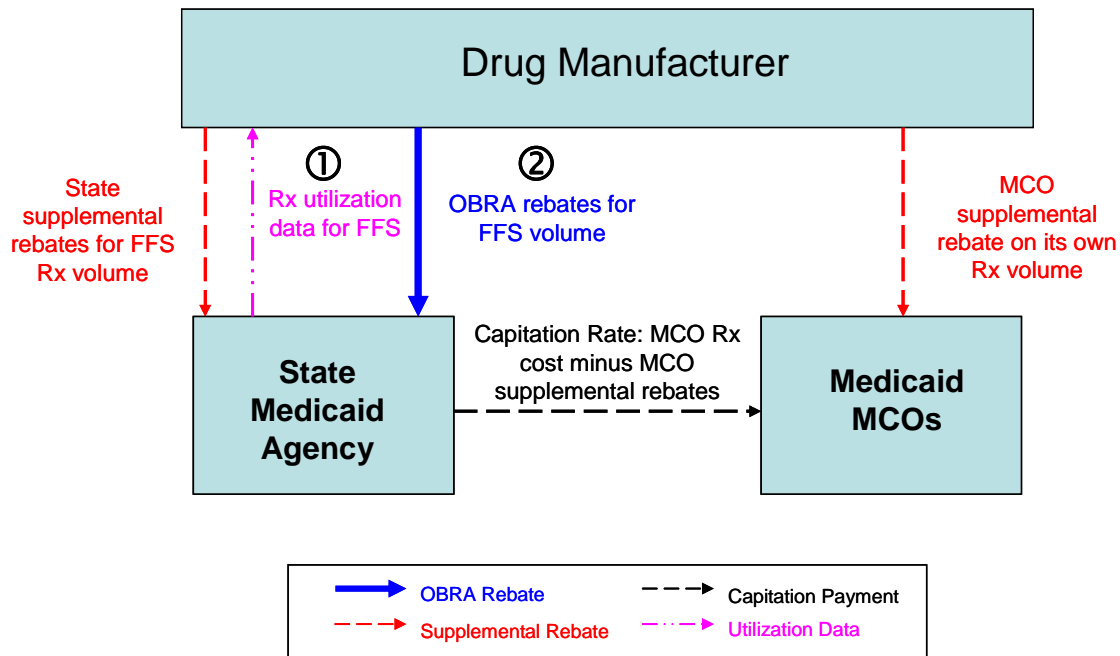 Drug Manufacturer
State
supplemental
rebates for FFS
Rx volume
①
Rx utilization
data for FFS
②
OBRA rebates for
FFS volume
MCO
supplemental
rebate on its own
Rx volume
State
Medicaid
Agency
Capitation Rate: MCO Rx
cost minus MCO
supplemental rebates
Medicaid
MCOs
OBRA Rebate
Capitation Payment
Supplemental Rebate
Utilization Data